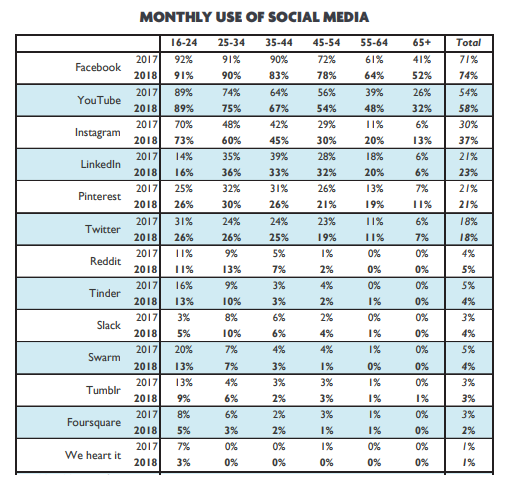 MONTHLY USE OF SOCIAL MEDIA
16-24 25-34 35-44 45-54 55-64 65+ Total
Facebook 2017 92% 91% 90% 72% 61% 41% 71%
2018 91% 90% 83% 78% 64% 52% 74%
YouTube 2017 89% 74% 64% 56% 39% 26% 54%
2018 89% 75% 67% 54% 48% 32% 58%
Instagram 2017 70% 48% 42% 29% 11% 6% 30%
2018 73% 60% 45% 30% 20% 13% 37%
LinkedIn 2017 14% 35% 39% 28% 18% 6% 21%
2018 16% 36% 33% 32% 20% 6% 23%
Pinterest 2017 25% 32% 31% 26% 13% 7% 21%
2018 26% 30% 26% 21% 19% 11% 21%
Twitter 2017 31% 24% 24% 23% 11% 6% 18%
2018 26% 26% 25% 19% 11% 7% 18%
Reddit 2017 11% 9% 5% 1% 0% 0% 4%
2018 11% 13% 7% 2% 0% 0% 5%
Tinder 2017 16% 9% 3% 4% 0% 0% 5%
2018 13% 10% 3% 2% 1% 0% 4%
Slack 2017 3% 8% 6% 2% 0% 0% 3%
2018 5% 10% 6% 4% 1% 0% 4%
Swarm 2017 20% 7% 4% 4% 1% 0% 5%
2018 13% 7% 3% 1% 0% 0% 4%
Tumblr 2017 13% 4% 3% 3% 1% 0% 3%
2018 9% 6% 2% 3% 1% 1% 3%
Foursquare 2017 8% 6% 2% 3% 1% 0% 3%
2018 5% 3% 2% 1% 1% 0% 2%
We heart it 2017 7% 0% 0% 1% 0% 0% 1%
2018 3% 0% 0% 0% 0% 0% 1%